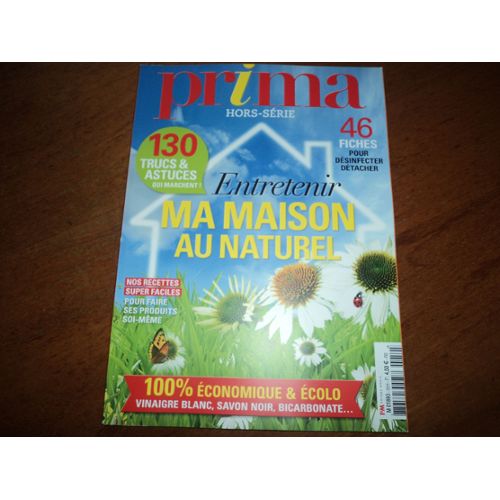 prima
HORS-SÉRIE
130
TRUCS &
ASTUCES
QUI MARCHENT !
46
FICHES
POUR
DÉSINFECTER
DÉTACHER
Entretenir
MA MAISON
AU NATUREL
NOS RECETTES
SUPER FACILES
POUR FAIRE
SES PRODUITS
SOI-MÊME
100% ÉCONOMIQUE & ÉCOLO
VINAIGRE BLANC, SAVON NOIR, BICARBONATE...